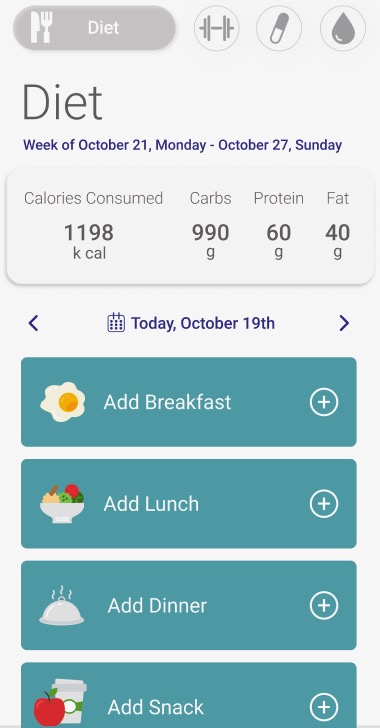 Diet
Diet
Week of October 21, Monday - October 27, Sunday
Calories Consumed Carbs Protein Fat
1198 990 60 40
k cal g g g
Today, October 19th
Add Breakfast
Add Lunch
Add Dinner
Add Snack